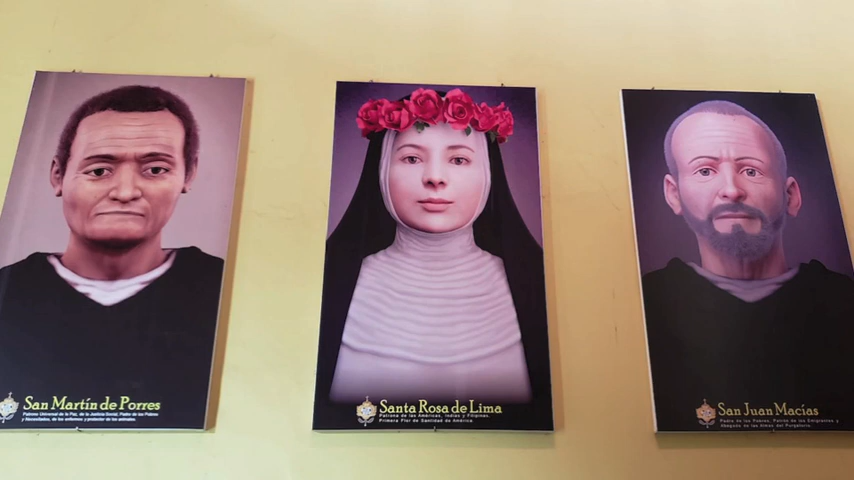 San Martín de Porres
Patrono Universal de la Paz, de la Justicia Social, Padre de los Pobres
y Necesitados, de los enfermos y protector de los animales.
Santa Rosa de Lima
Patrona de las Américas, Indias y Filipinas.
Primera Flor de Santidad de América
San Juan Macías
Padre de los Pobres, Patrón de los Emigrantes y
Abogado de las Almas del Purgatorio.